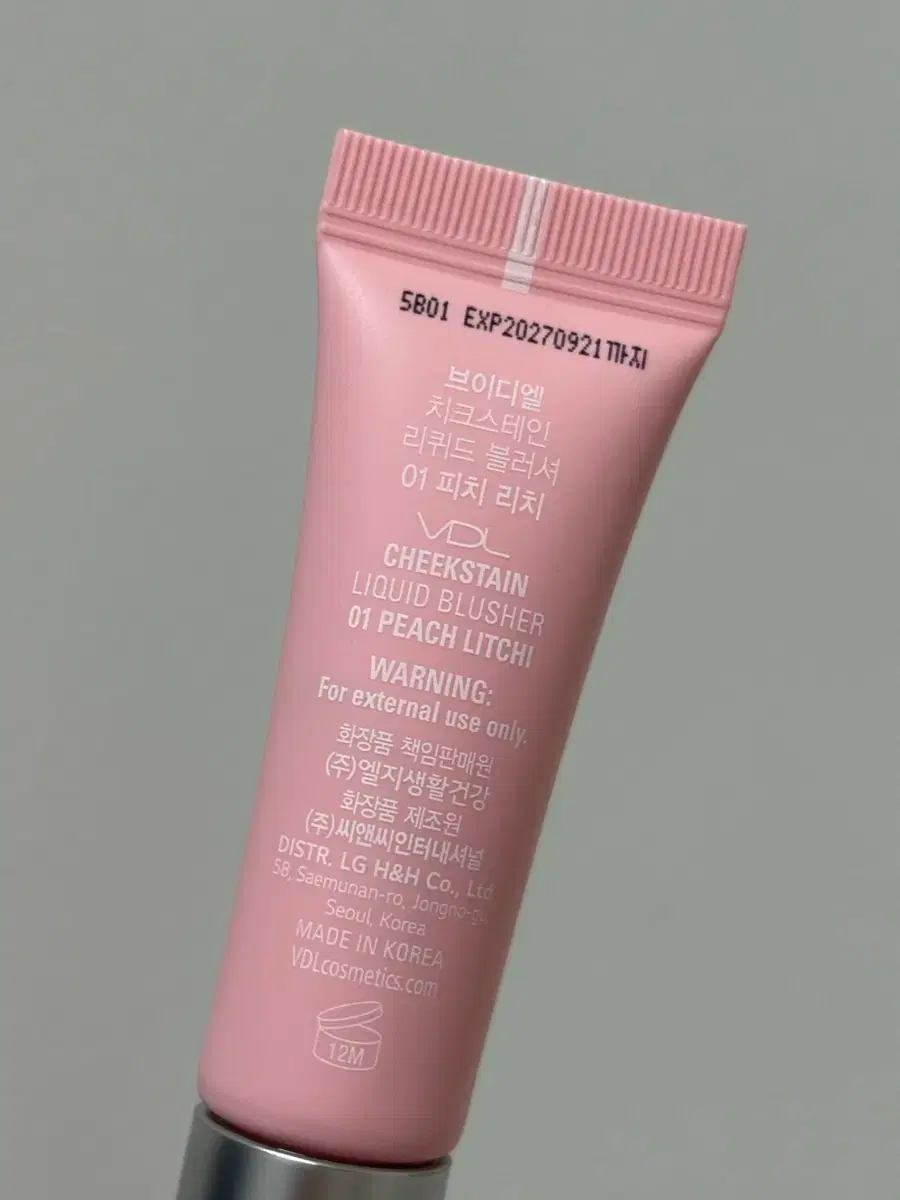 5B01 EXP20270921까지
브이디엘
치크스테인
리퀴드 블러셔
01 피치 리치
VDL
CHEEKSTAIN
LIQUID BLUSHER
01 PEACH LITCHI
WARNING:
For external use only.
화장품 책임판매원
(주)엘지생활건강
화장품 제조원
(주)씨앤씨인터내셔널
DISTR. LG H&H Co., Ltd.
58, Saemunan-ro, Jongno-gu,
Seoul, Korea
MADE IN KOREA
VDLcosmetics.com
12M